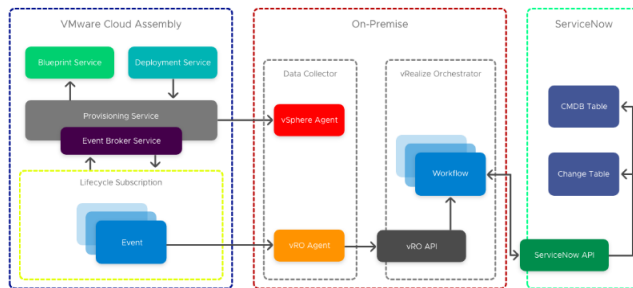 VMware Cloud Assembly
On-Premise
ServiceNow
Blueprint Service
Deployment Service
Data Collector
vRealize Orchestrator
Provisioning Service
Event Broker Service
vSphere Agent
CMDB Table
Lifecycle Subscription
Workflow
Change Table
Event
vRO Agent
vRO API
ServiceNow API